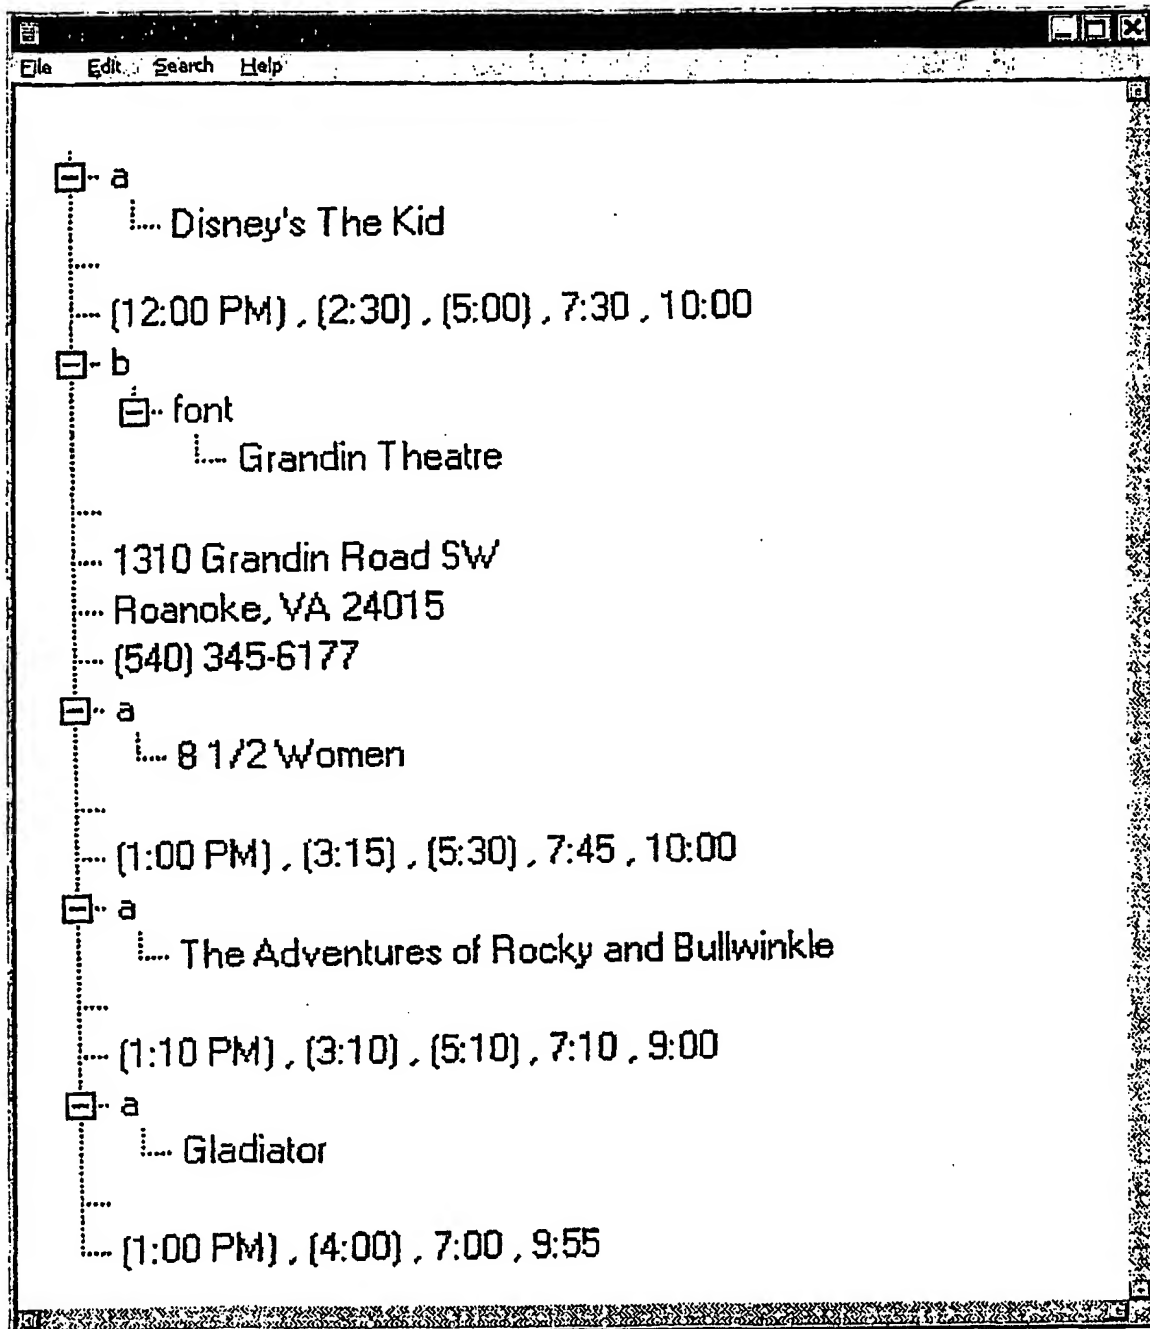 File Edit Search Help
a
Disney's The Kid
(12:00 PM) , (2:30) , (5:00) , 7:30 , 10:00
b
font
Grandin Theatre
1310 Grandin Road SW
Roanoke, VA 24015
(540) 345-6177
a
8 1/2 Women
(1:00 PM) , (3:15) , (5:30) , 7:45 , 10:00
a
The Adventures of Rocky and Bullwinkle
(1:10 PM) , (3:10) , (5:10) , 7:10 , 9:00
a
Gladiator
(1:00 PM) , (4:00) , 7:00 , 9:55